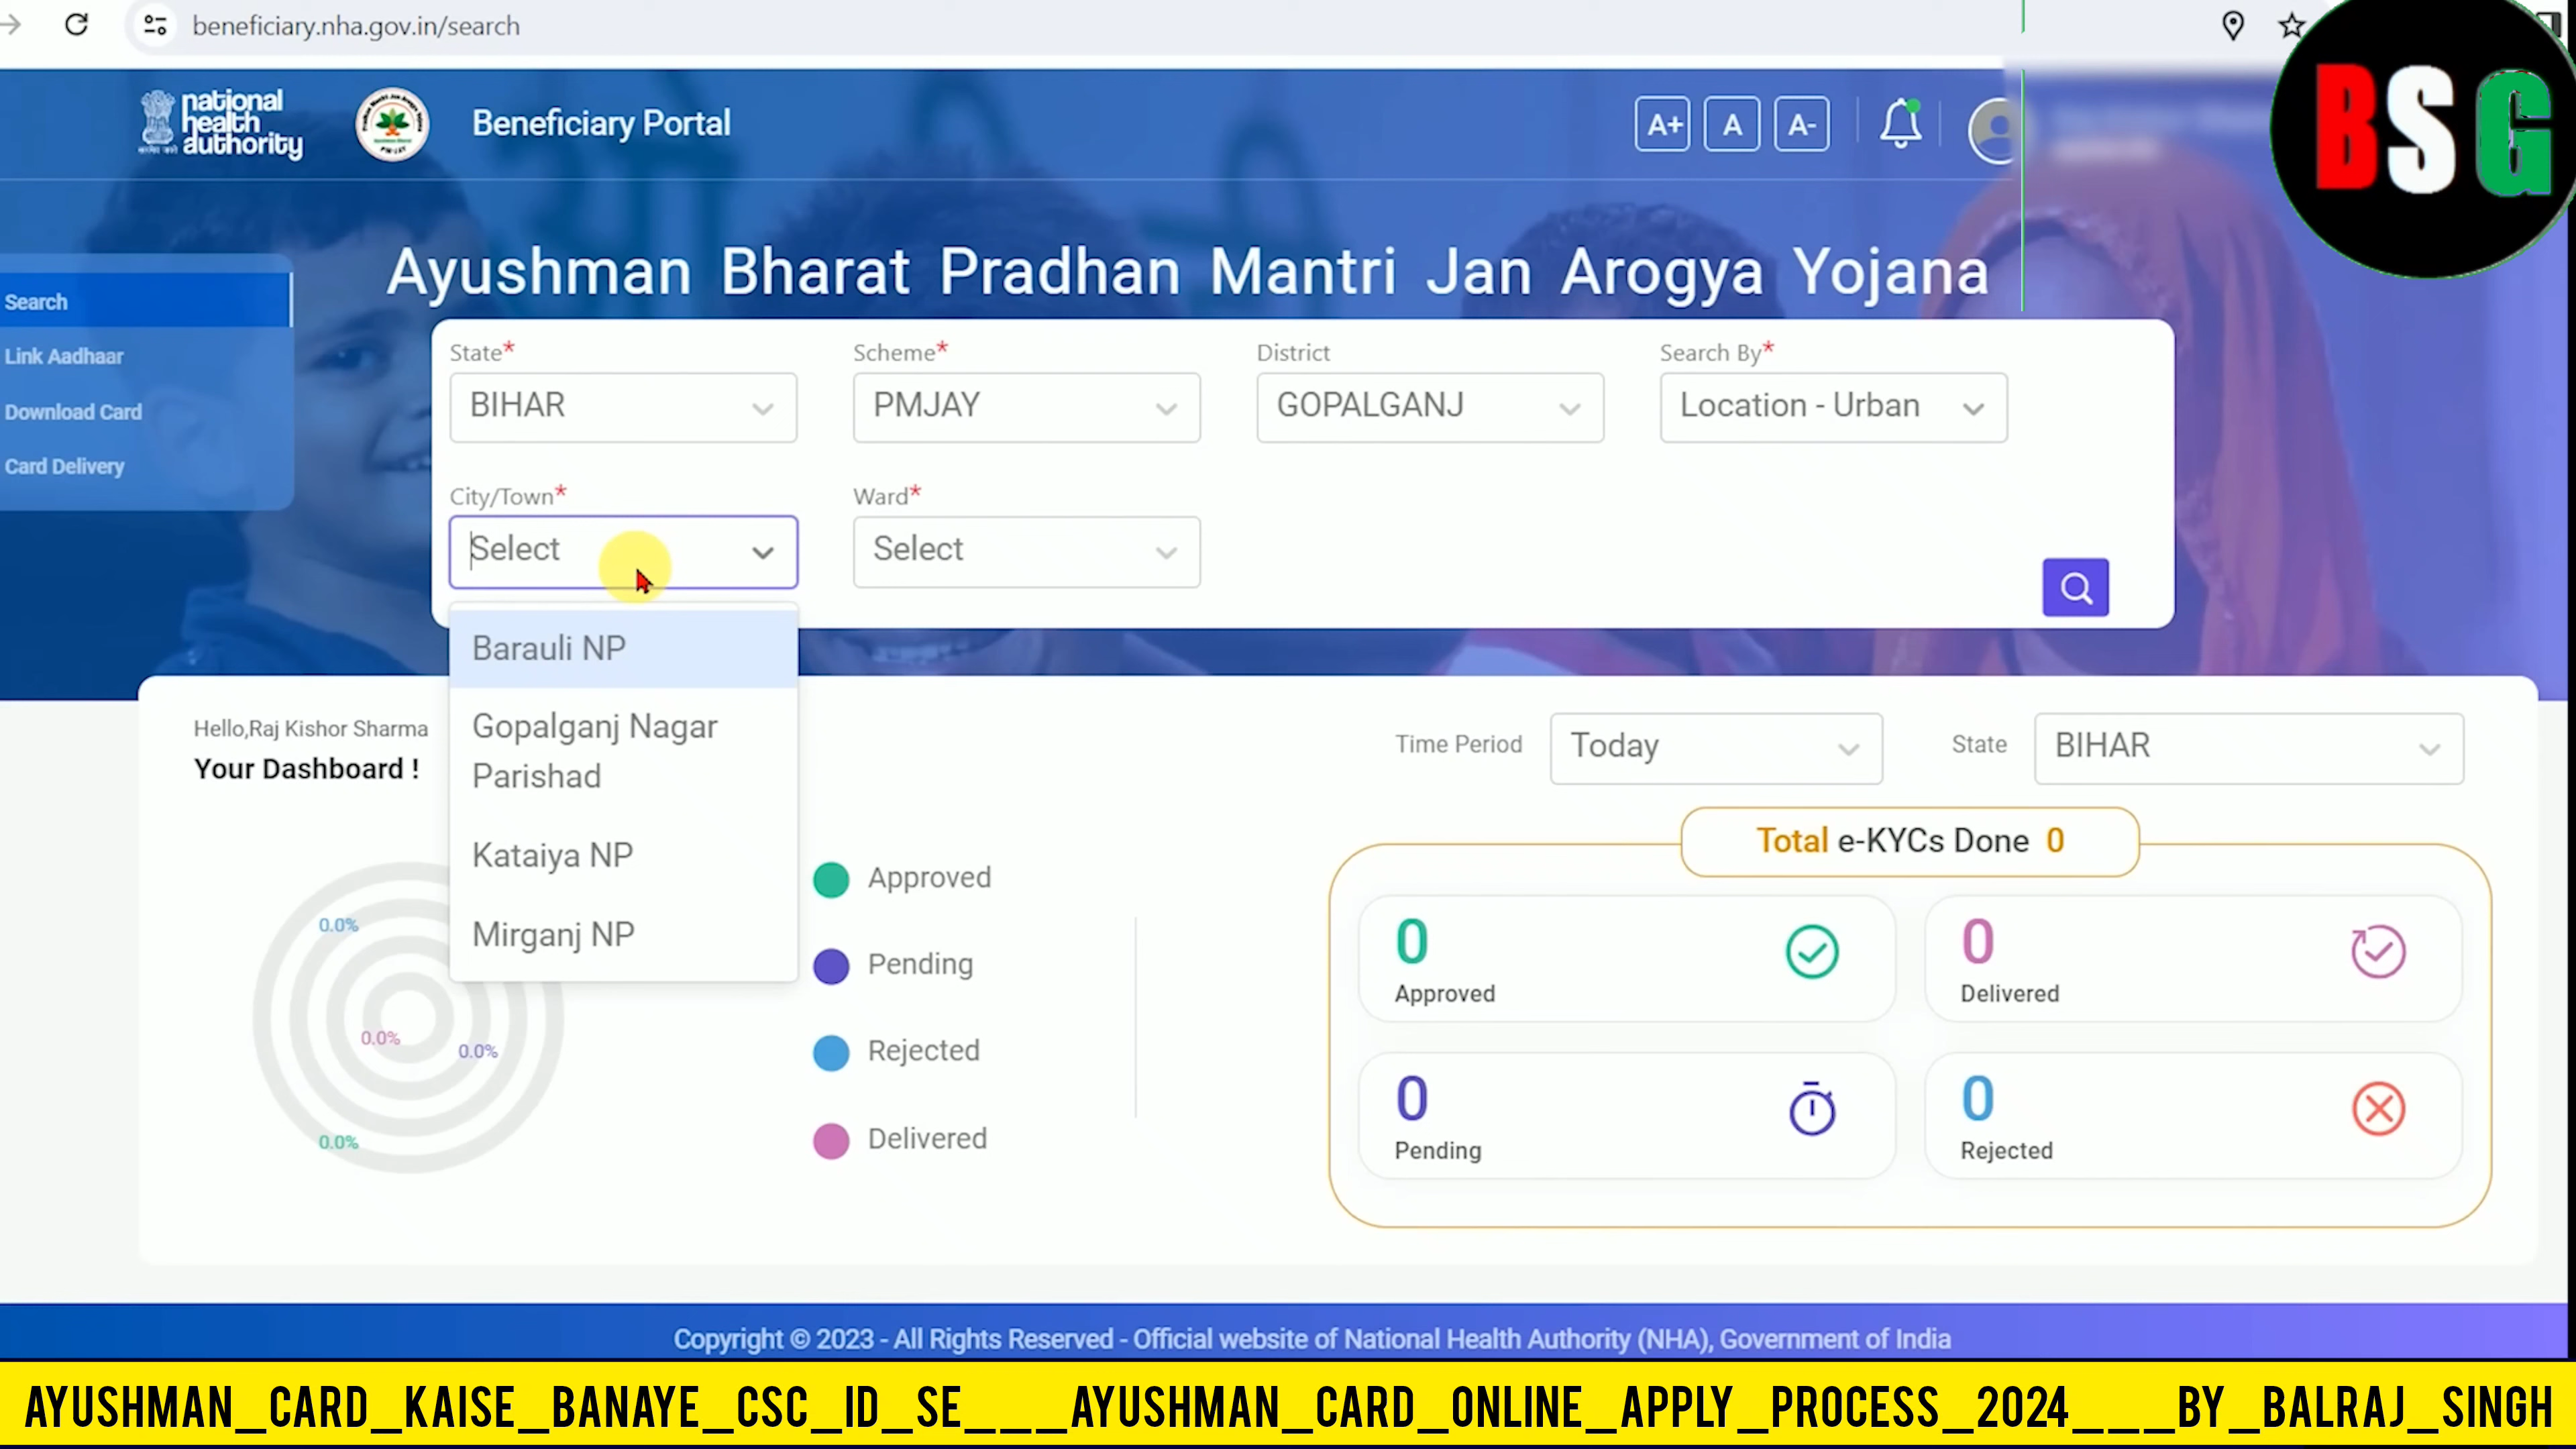 beneficiary.nha.gov.in/search
BSG
national
health
authority
Beneficiary Portal
A+ A A-
Ayushman Bharat Pradhan Mantri Jan Arogya Yojana
Search
Link Aadhaar
Download Card
Card Delivery
State* Scheme* District Search By*
BIHAR PMJAY GOPALGANJ Location - Urban
City/Town* Ward*
Select Select
Barauli NP
Gopalganj Nagar
Parishad
Kataiya NP
Mirganj NP
Hello,Raj Kishor Sharma
Your Dashboard !
Time Period Today State BIHAR
0.0%
0.0%
0.0%
0.0%
Approved
Pending
Rejected
Delivered
Total e-KYCs Done 0
0
Approved
0
Delivered
0
Pending
0
Rejected
Copyright © 2023 - All Rights Reserved - Official website of National Health Authority (NHA), Government of India
AYUSHMAN_CARD_KAISE_BANAYE_CSC_ID_SE___AYUSHMAN_CARD_ONLINE_APPLY_PROCESS_2024___BY_BALRAJ_SINGH